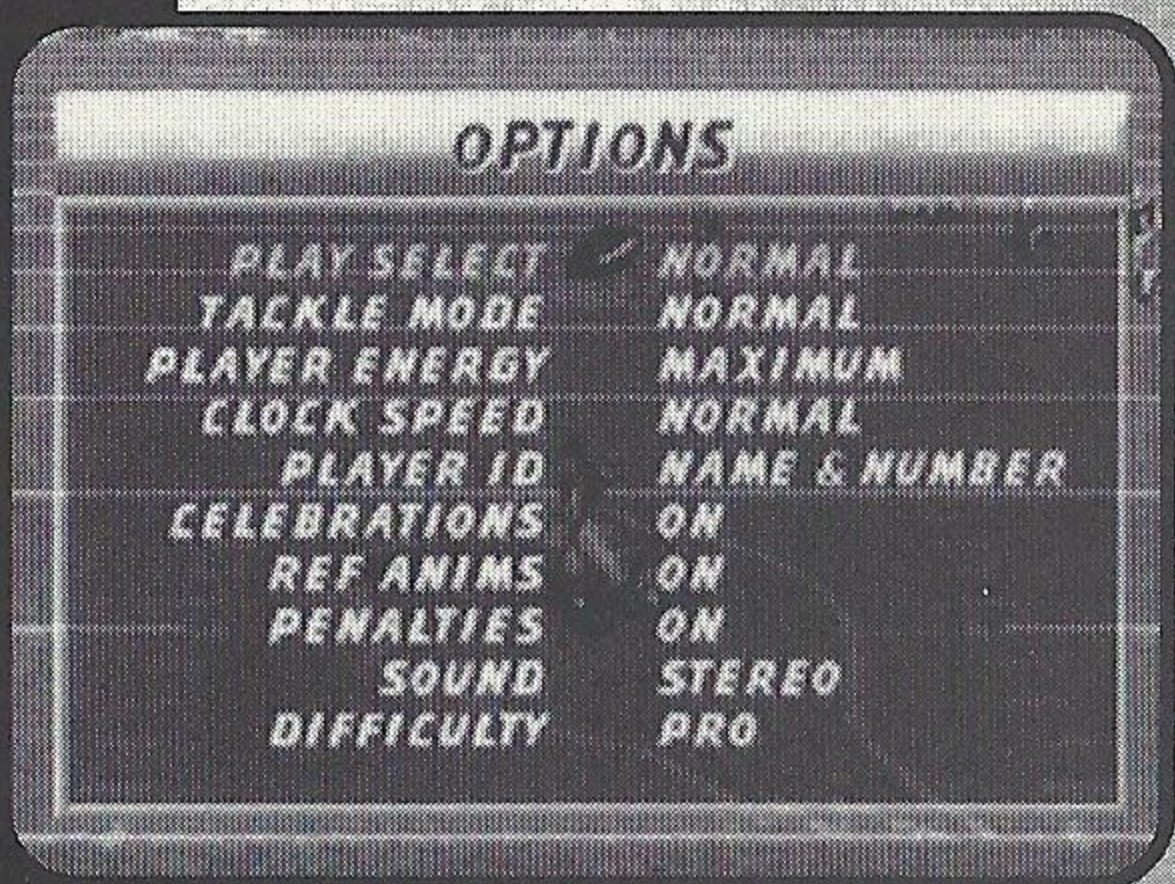 OPTIONS
PLAY SELECT NORMAL
TACKLE MODE NORMAL
PLAYER ENERGY MAXIMUM
CLOCK SPEED NORMAL
PLAYER ID NAME & NUMBER
CELEBRATIONS ON
REF ANIMS ON
PENALTIES ON
SOUND STEREO
DIFFICULTY PRO